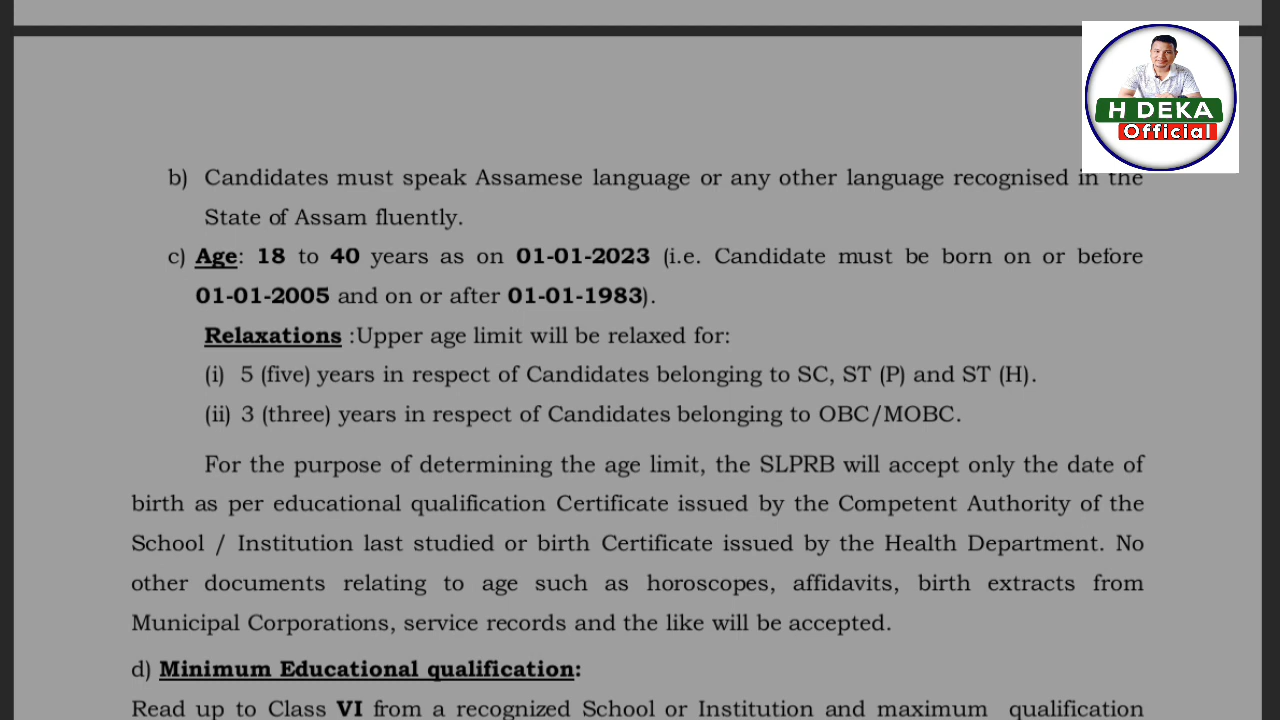 H DEKA
Official
b) Candidates must speak Assamese language or any other language recognised in the
State of Assam fluently.
c) Age: 18 to 40 years as on 01-01-2023 (i.e. Candidate must be born on or before
01-01-2005 and on or after 01-01-1983).
Relaxations :Upper age limit will be relaxed for:
(i) 5 (five) years in respect of Candidates belonging to SC, ST (P) and ST (H).
(ii) 3 (three) years in respect of Candidates belonging to OBC/MOBC.
For the purpose of determining the age limit, the SLPRB will accept only the date of
birth as per educational qualification Certificate issued by the Competent Authority of the
School / Institution last studied or birth Certificate issued by the Health Department. No
other documents relating to age such as horoscopes, affidavits, birth extracts from
Municipal Corporations, service records and the like will be accepted.
d) Minimum Educational qualification:
Read up to Class VI from a recognized School or Institution and maximum qualification